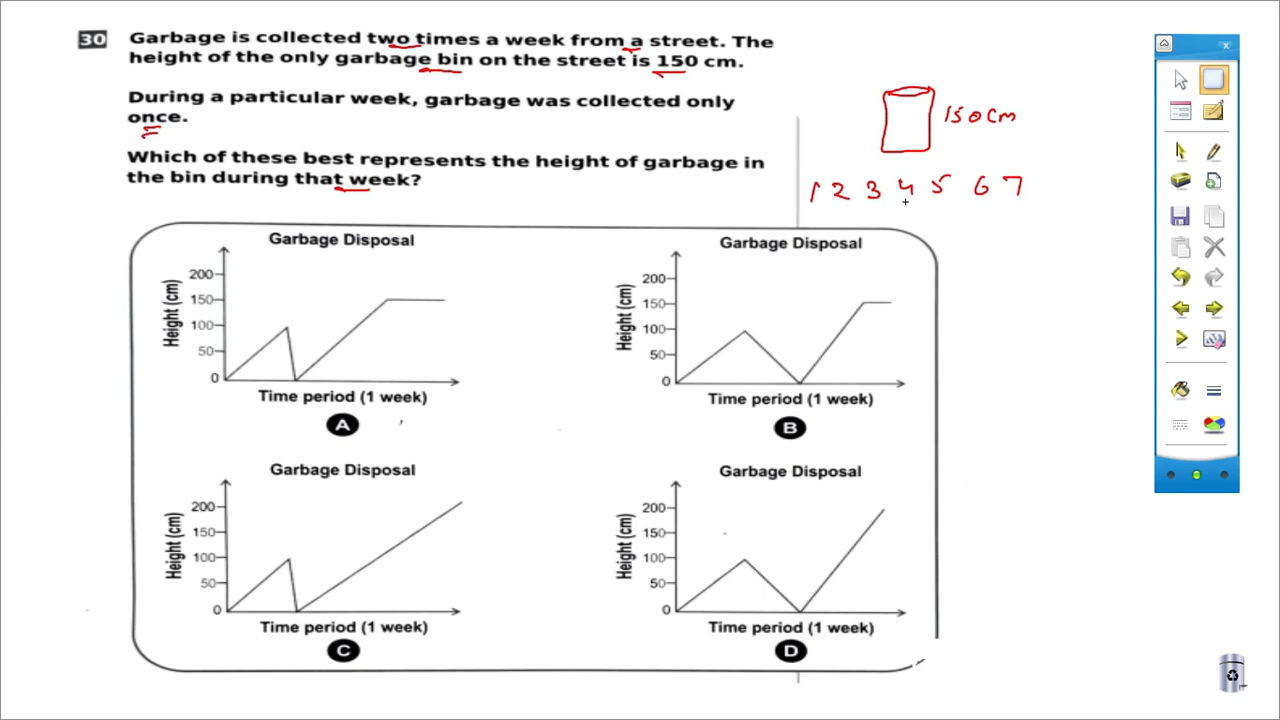 30 Garbage is collected two times a week from a street. The
height of the only garbage bin on the street is 150 cm.
During a particular week, garbage was collected only
once.
Which of these best represents the height of garbage in
the bin during that week?
150 cm
1 2 3 4 5 6 7
Garbage Disposal
Height (cm)
200
150
100
50
0
Time period (1 week)
A
Garbage Disposal
Height (cm)
200
150
100
50
0
Time period (1 week)
B
Garbage Disposal
Height (cm)
200
150
100
50
0
Time period (1 week)
C
Garbage Disposal
Height (cm)
200
150
100
50
0
Time period (1 week)
D